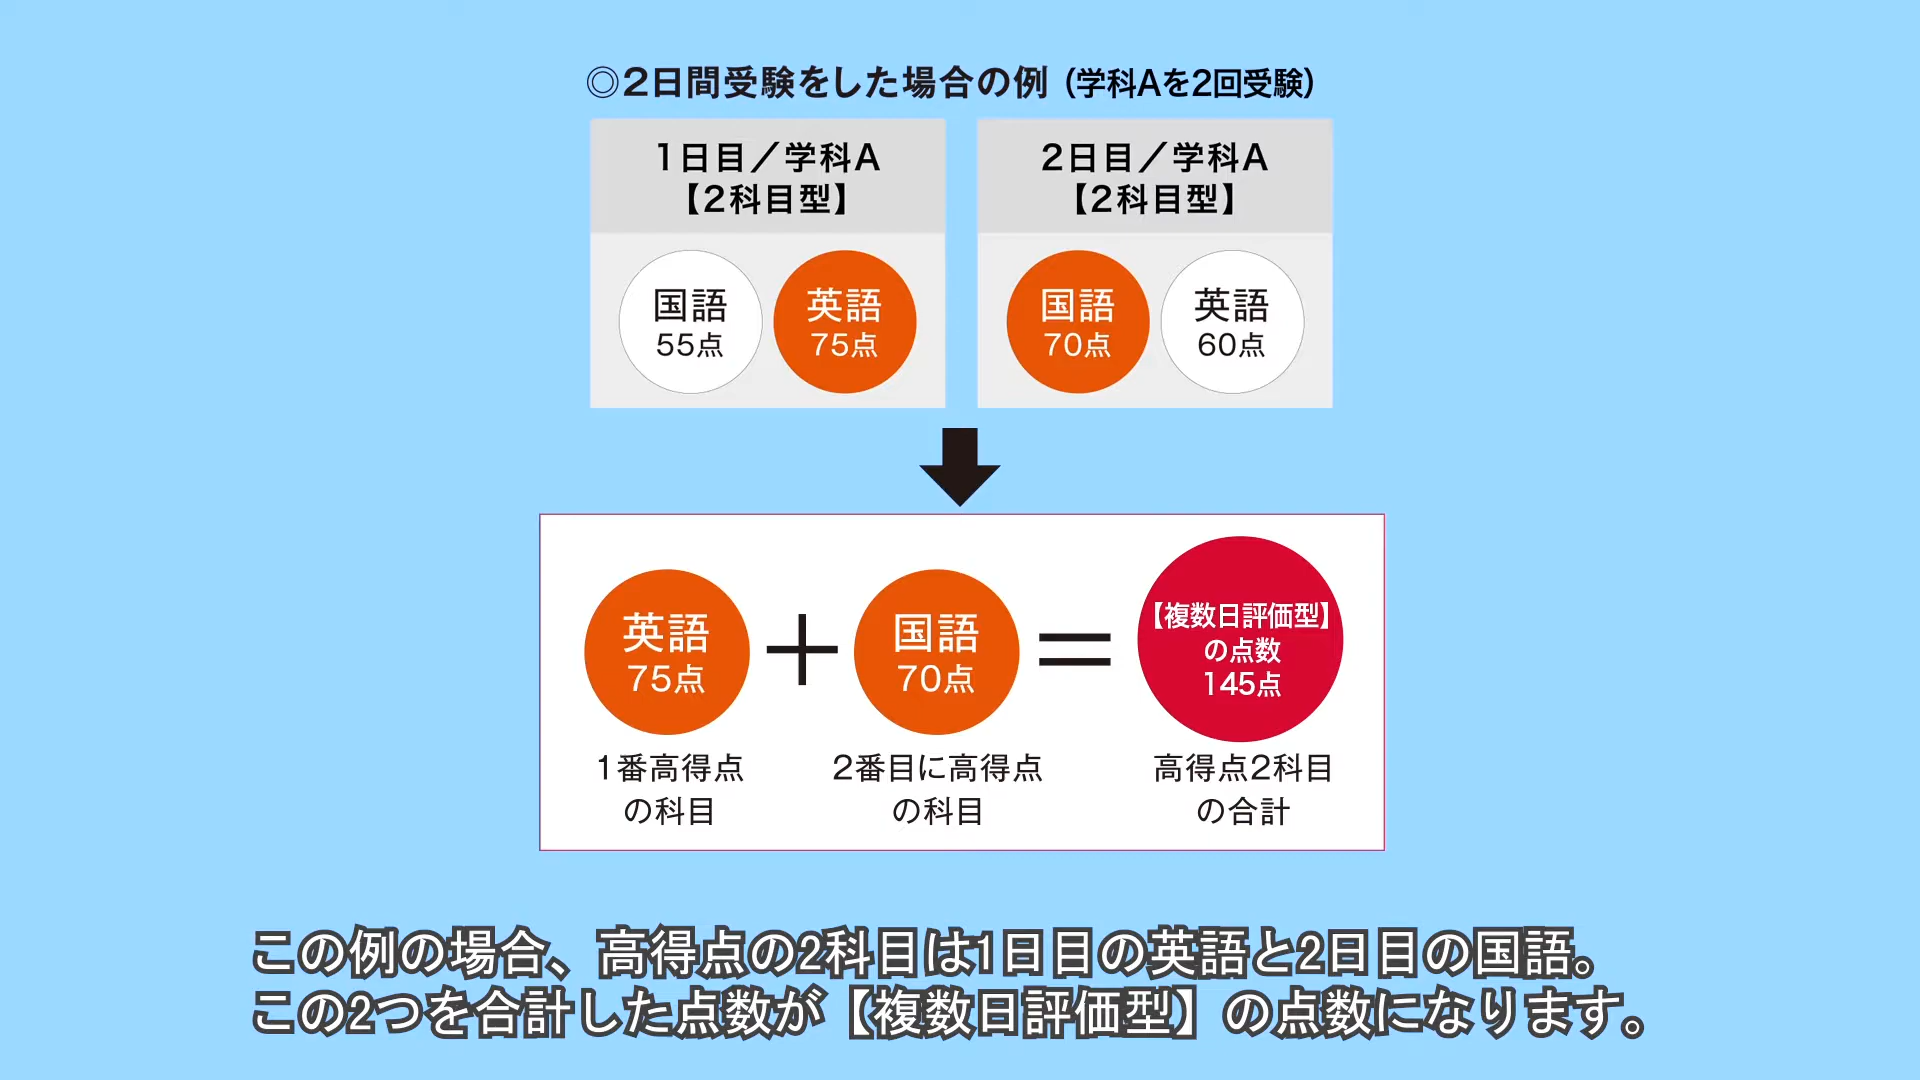 ◎2日間受験をした場合の例（学科Aを2回受験）
1日目／学科A
【2科目型】
国語
55点
英語
75点
2日目／学科A
【2科目型】
国語
70点
英語
60点
英語
75点
＋
国語
70点
＝
【複数日評価型】
の点数
145点
1番高得点
の科目
2番目に高得点
の科目
高得点2科目
の合計
この例の場合、高得点の2科目は1日目の英語と2日目の国語。
この2つを合計した点数が【複数日評価型】の点数になります。